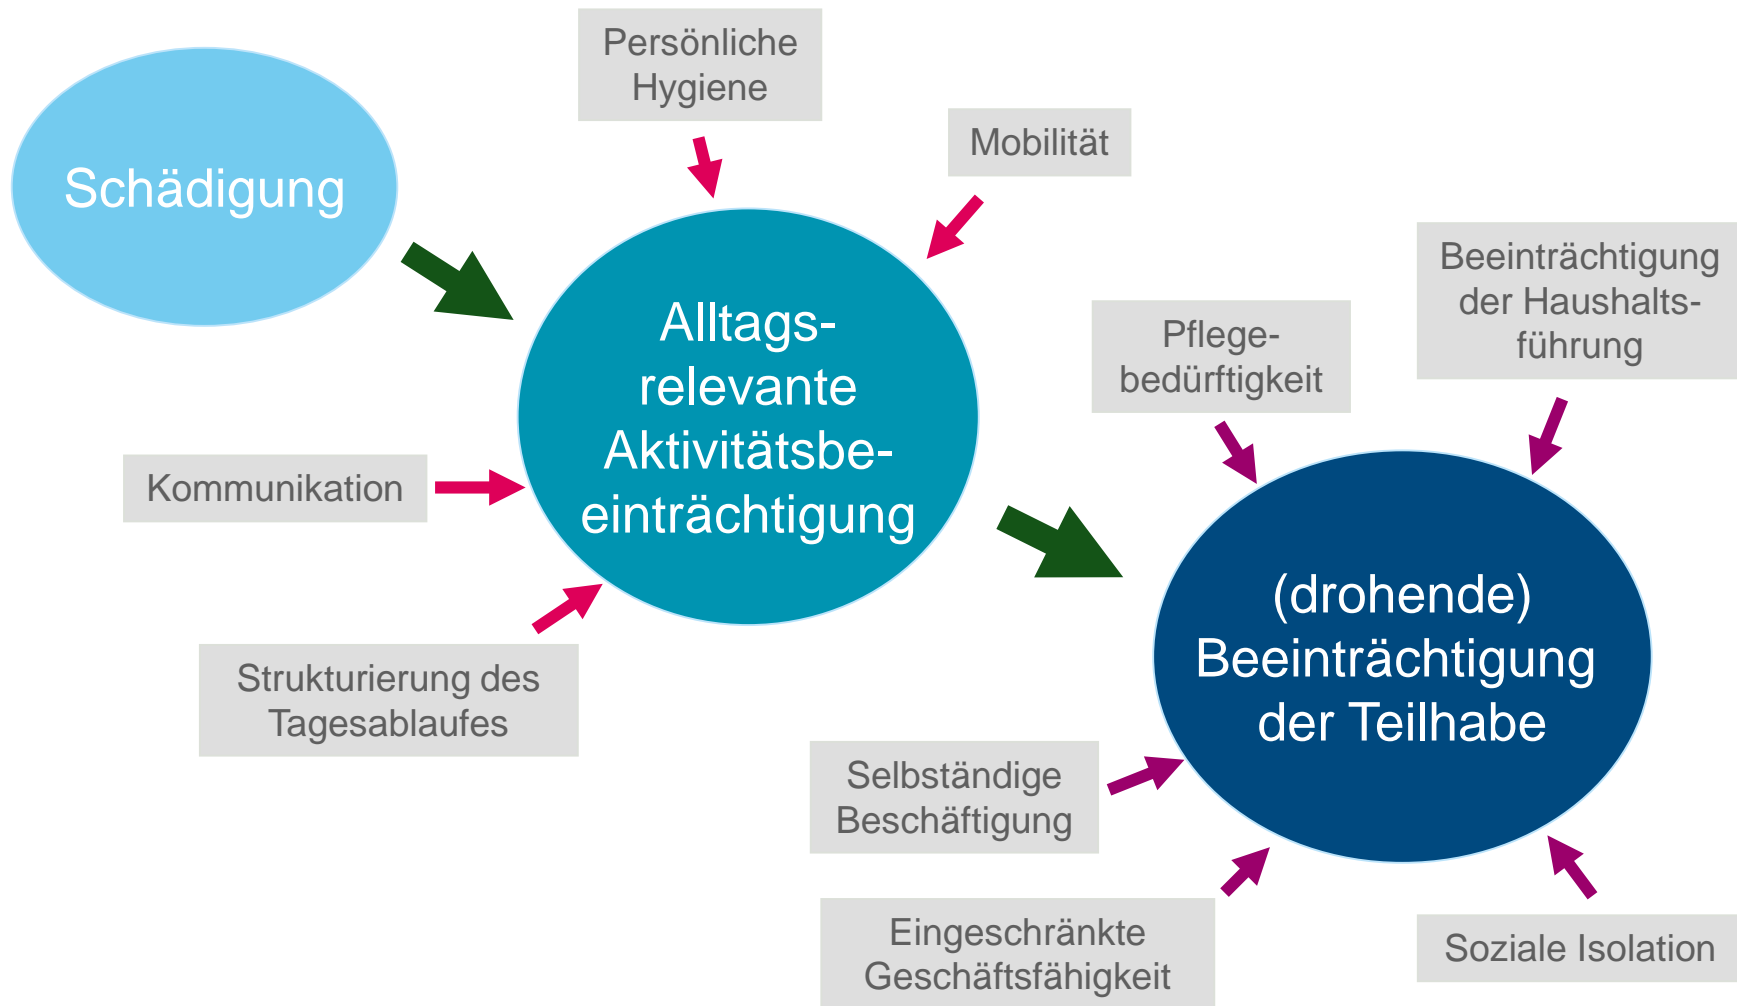 Persönliche
Hygiene
Mobilität
Schädigung
Beeinträchtigung
der Haushalts-
führung
Pflege-
bedürftigkeit
Alltags-
relevante
Aktivitätsbe-
einträchtigung
Kommunikation
(drohende)
Beeinträchtigung
der Teilhabe
Strukturierung des
Tagesablaufes
Selbständige
Beschäftigung
Eingeschränkte
Geschäftsfähigkeit
Soziale Isolation